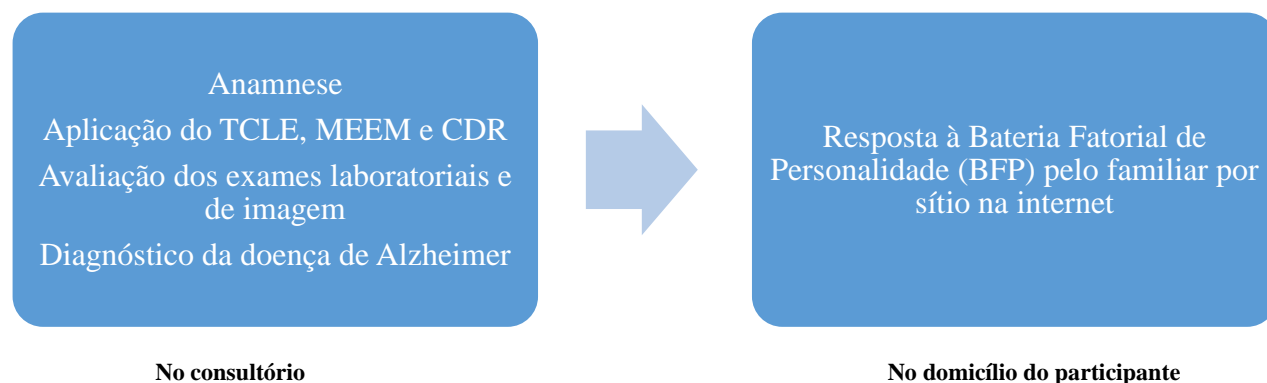 Anamnese
Aplicação do TCLE, MEEM e CDR
Avaliação dos exames laboratoriais e
de imagem
Diagnóstico da doença de Alzheimer
Resposta à Bateria Fatorial de
Personalidade (BFP) pelo familiar por
sítio na internet
No consultório
No domicílio do participante